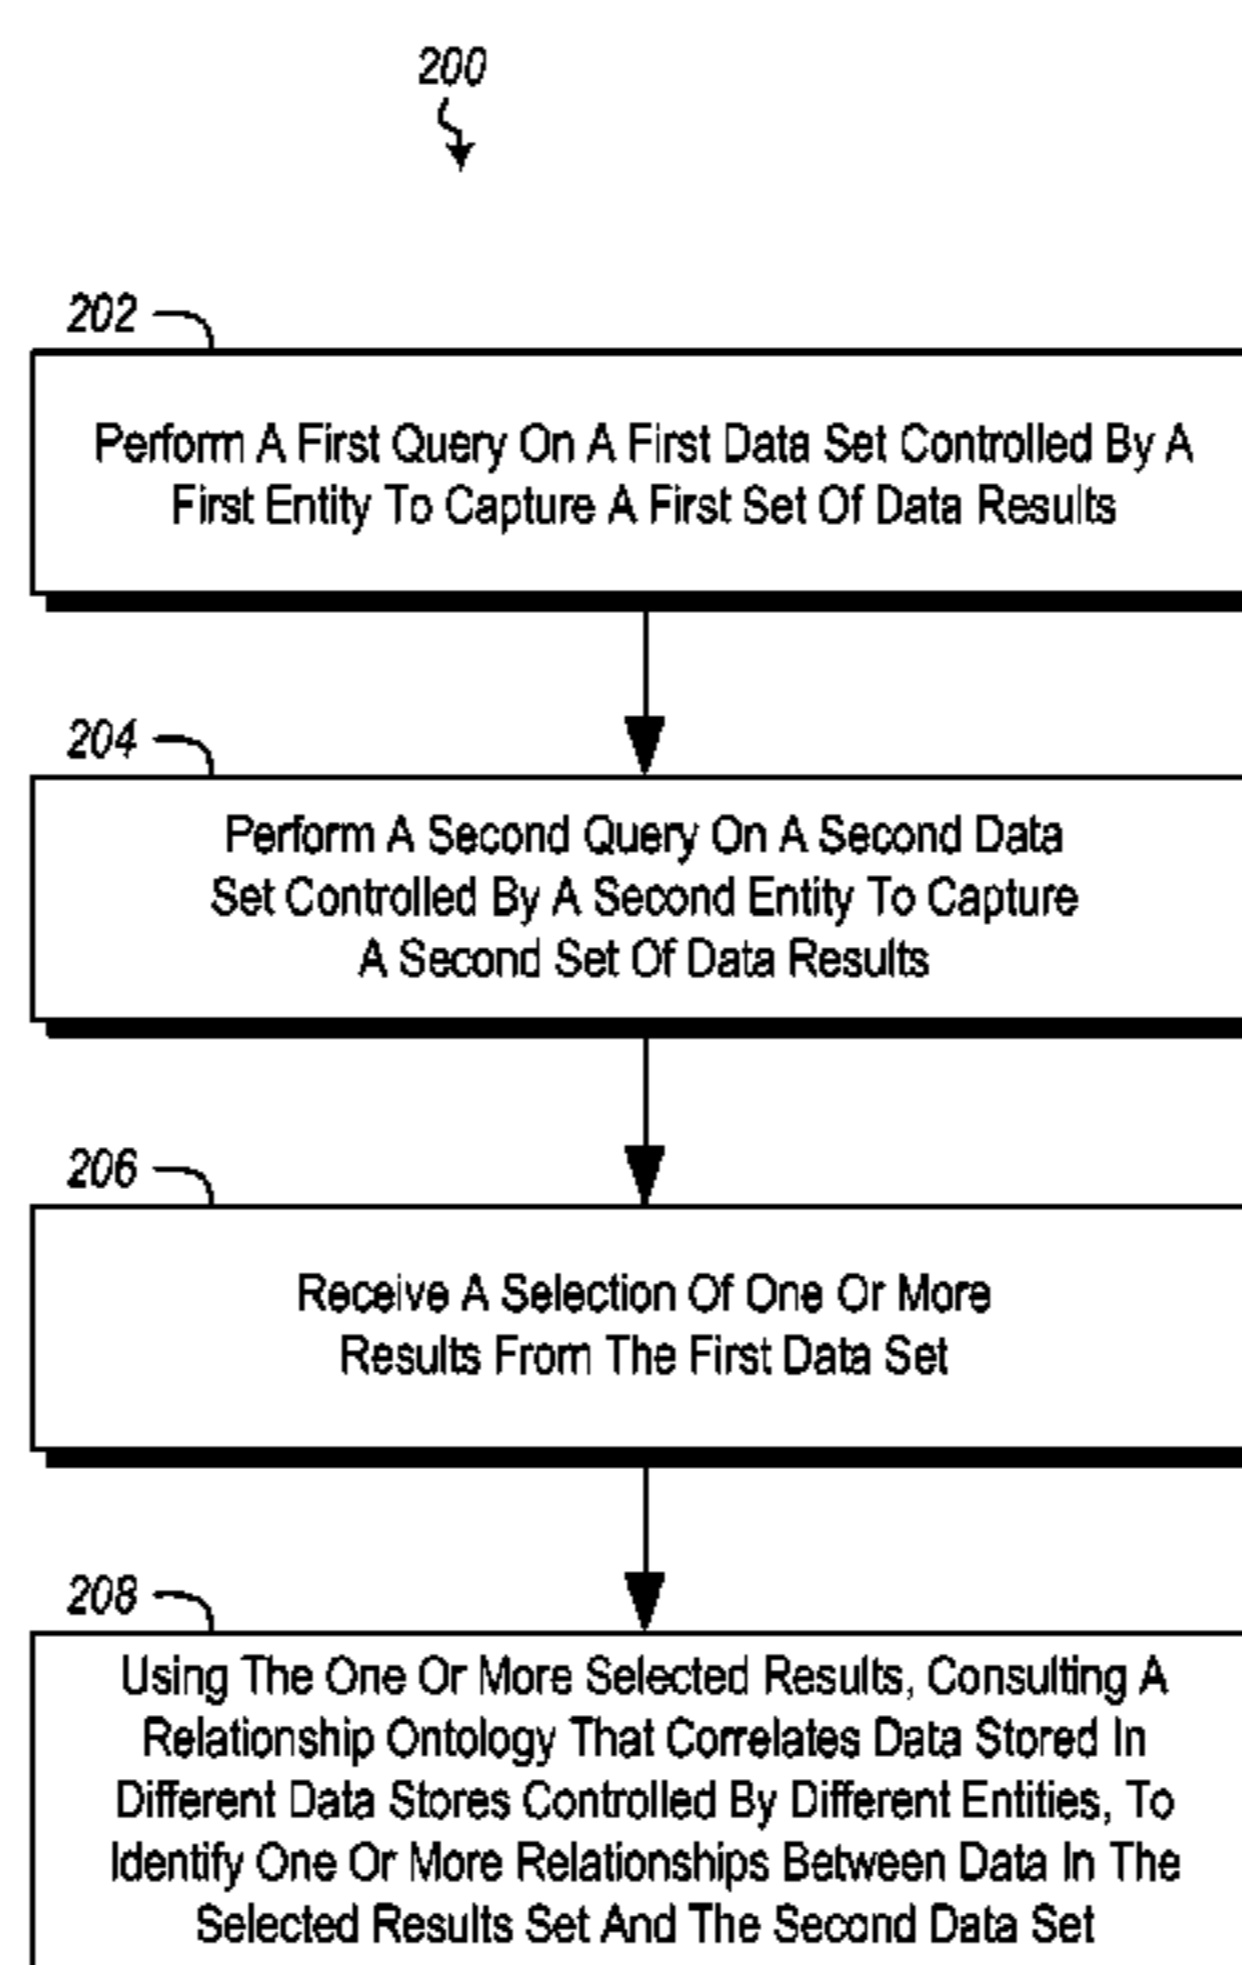 200
202
Perform A First Query On A First Data Set Controlled By A
First Entity To Capture A First Set Of Data Results
204
Perform A Second Query On A Second Data
Set Controlled By A Second Entity To Capture
A Second Set Of Data Results
206
Receive A Selection Of One Or More
Results From The First Data Set
208
Using The One Or More Selected Results, Consulting A
Relationship Ontology That Correlates Data Stored In
Different Data Stores Controlled By Different Entities, To
Identify One Or More Relationships Between Data In The
Selected Results Set And The Second Data Set